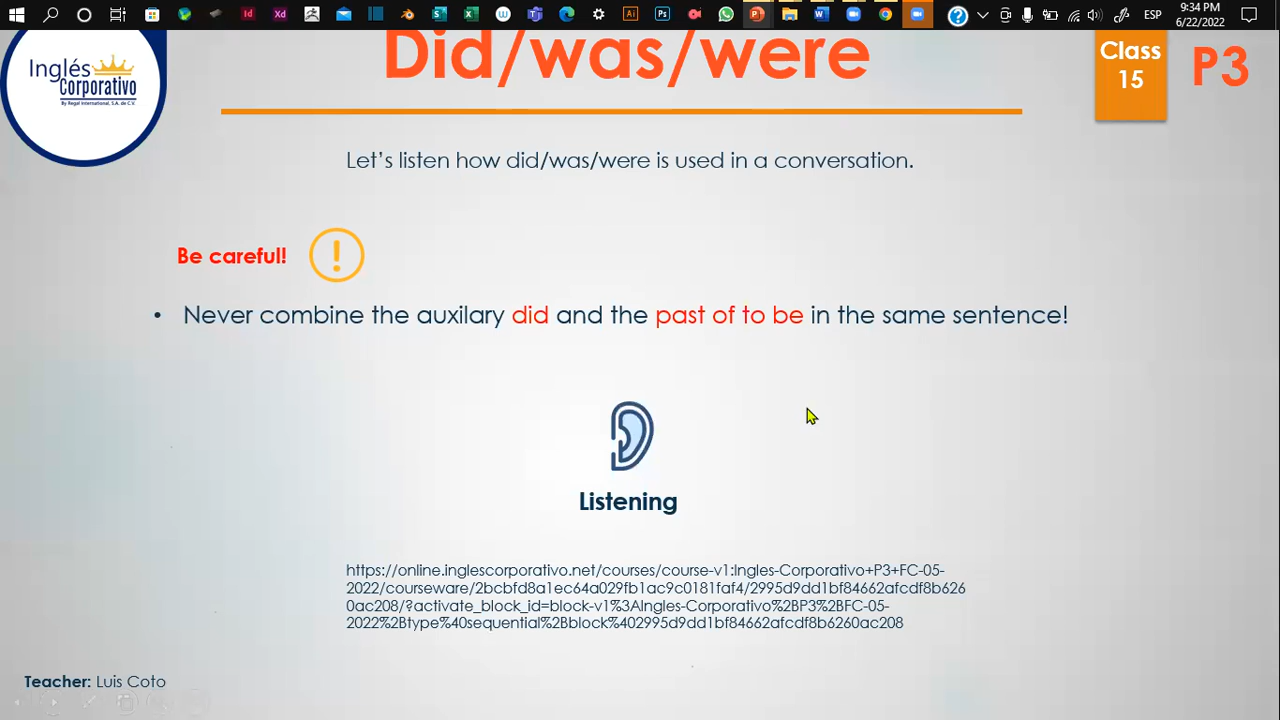 9:34 PM
ESP
6/22/2022
Inglés
Corporativo
By Regal International, S.A. de C.V.
Did/was/were
Class
15
P3
Let's listen how did/was/were is used in a conversation.
Be careful!
• Never combine the auxilary did and the past of to be in the same sentence!
Listening
https://online.inglescorporativo.net/courses/course-v1:Ingles-Corporativo+P3+FC-05-
2022/courseware/2bcbfd8a1ec64a029fb1ac9c0181faf4/2995d9dd1bf84662afcdf8b626
0ac208/?activate_block_id=block-v1%3AIngles-Corporativo%2BP3%2BFC-05-
2022%2Btype%40sequential%2Bblock%402995d9dd1bf84662afcdf8b6260ac208
Teacher: Luis Coto